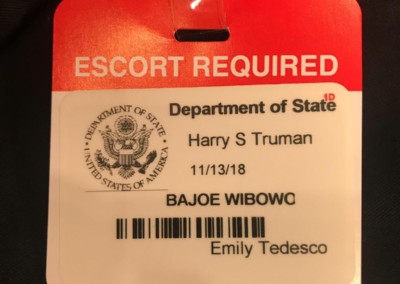 ESCORT REQUIRED
Department of State
1D
Harry S Truman
11/13/18
BAJOE WIBOWO
Emily Tedesco
DEPARTMENT OF STATE
UNITED STATES OF AMERICA